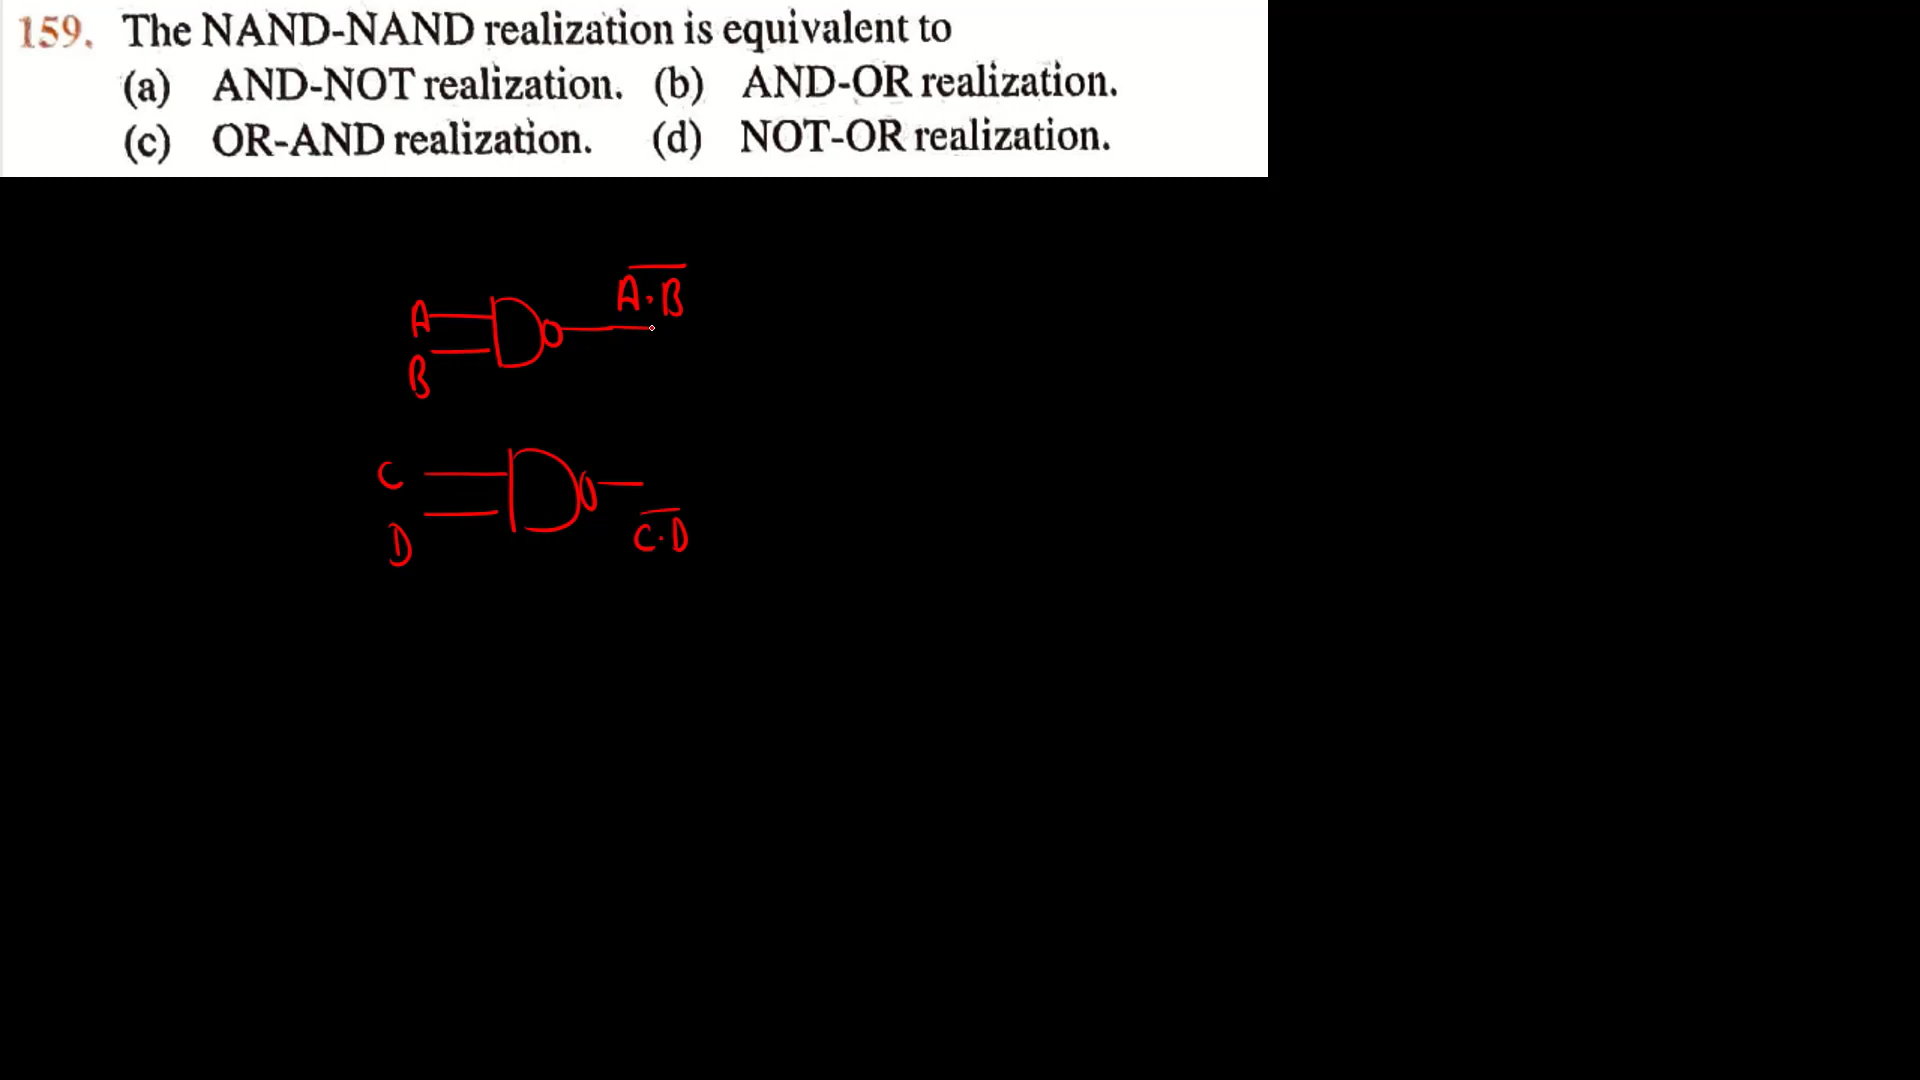 159. The NAND-NAND realization is equivalent to
(a) AND-NOT realization. (b) AND-OR realization.
(c) OR-AND realization. (d) NOT-OR realization.
A̅·̅B̅
A
B
C
D
C̅·̅D̅